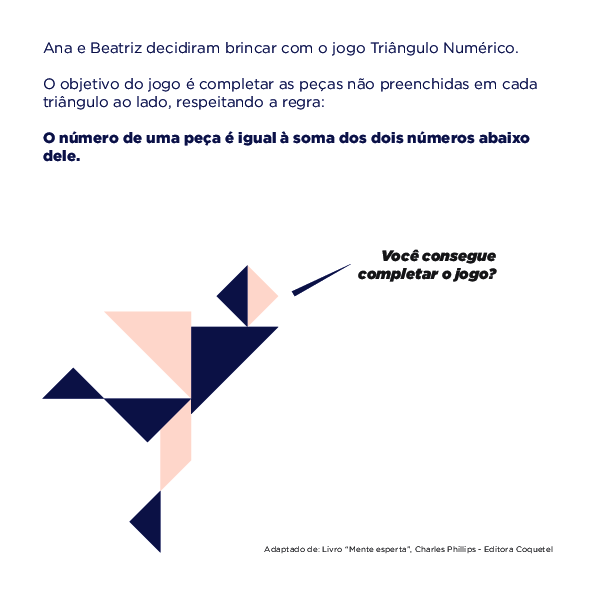 Ana e Beatriz decidiram brincar com o jogo Triângulo Numérico.
O objetivo do jogo é completar as peças não preenchidas em cada
triângulo ao lado, respeitando a regra:
O número de uma peça é igual à soma dos dois números abaixo
dele.
Você consegue
completar o jogo?
Adaptado de: Livro "Mente esperta", Charles Phillips - Editora Coquetel